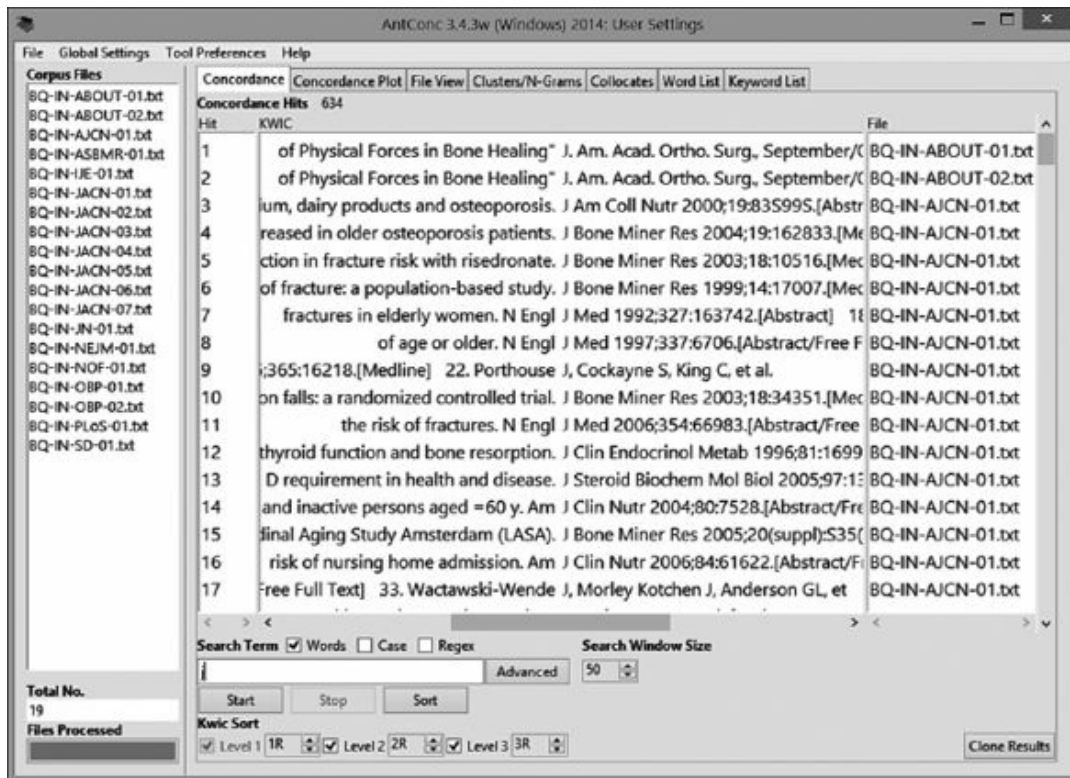 AntConc 3.4.3w (Windows) 2014: User Settings
File Global Settings Tool Preferences Help
Corpus Files
BQ-IN-ABOUT-01.txt
BQ-IN-ABOUT-02.txt
BQ-IN-AJCN-01.txt
BQ-IN-ASBMR-01.txt
BQ-IN-IJE-01.txt
BQ-IN-JACN-01.txt
BQ-IN-JACN-02.txt
BQ-IN-JACN-03.txt
BQ-IN-JACN-04.txt
BQ-IN-JACN-05.txt
BQ-IN-JACN-06.txt
BQ-IN-JACN-07.txt
BQ-IN-JN-01.txt
BQ-IN-NEJM-01.txt
BQ-IN-NOF-01.txt
BQ-IN-OBP-01.txt
BQ-IN-OBP-02.txt
BQ-IN-PLoS-01.txt
BQ-IN-SD-01.txt
Total No.
19
Files Processed
Concordance Concordance Plot File View Clusters/N-Grams Collocates Word List Keyword List
Concordance Hits 634
Hit KWIC File
1 of Physical Forces in Bone Healing" J. Am. Acad. Ortho. Surg., September/( BQ-IN-ABOUT-01.txt
2 of Physical Forces in Bone Healing" J. Am. Acad. Ortho. Surg., September/( BQ-IN-ABOUT-02.txt
3 ium, dairy products and osteoporosis. J Am Coll Nutr 2000;19:83S99S.[Abstr BQ-IN-AJCN-01.txt
4 reased in older osteoporosis patients. J Bone Miner Res 2004;19:162833.[Me BQ-IN-AJCN-01.txt
5 ction in fracture risk with risedronate. J Bone Miner Res 2003;18:10516.[Med BQ-IN-AJCN-01.txt
6 of fracture: a population-based study. J Bone Miner Res 1999;14:17007.[Med BQ-IN-AJCN-01.txt
7 fractures in elderly women. N Engl J Med 1992;327:163742.[Abstract] 18 BQ-IN-AJCN-01.txt
8 of age or older. N Engl J Med 1997;337:6706.[Abstract/Free F BQ-IN-AJCN-01.txt
9 ;365:16218.[Medline] 22. Porthouse J, Cockayne S, King C, et al. BQ-IN-AJCN-01.txt
10 on falls: a randomized controlled trial. J Bone Miner Res 2003;18:34351.[Med BQ-IN-AJCN-01.txt
11 the risk of fractures. N Engl J Med 2006;354:66983.[Abstract/Free BQ-IN-AJCN-01.txt
12 thyroid function and bone resorption. J Clin Endocrinol Metab 1996;81:1699 BQ-IN-AJCN-01.txt
13 D requirement in health and disease. J Steroid Biochem Mol Biol 2005;97:13 BQ-IN-AJCN-01.txt
14 and inactive persons aged =60 y. Am J Clin Nutr 2004;80:7528.[Abstract/Fre BQ-IN-AJCN-01.txt
15 dinal Aging Study Amsterdam (LASA). J Bone Miner Res 2005;20(suppl):S35( BQ-IN-AJCN-01.txt
16 risk of nursing home admission. Am J Clin Nutr 2006;84:61622.[Abstract/Fr BQ-IN-AJCN-01.txt
17 Free Full Text] 33. Wactawski-Wende J, Morley Kotchen J, Anderson GL, et BQ-IN-AJCN-01.txt
Search Term Words Case Regex Search Window Size
j Advanced 50
Start Stop Sort
Kwic Sort
Level 1 1R Level 2 2R Level 3 3R Clone Results